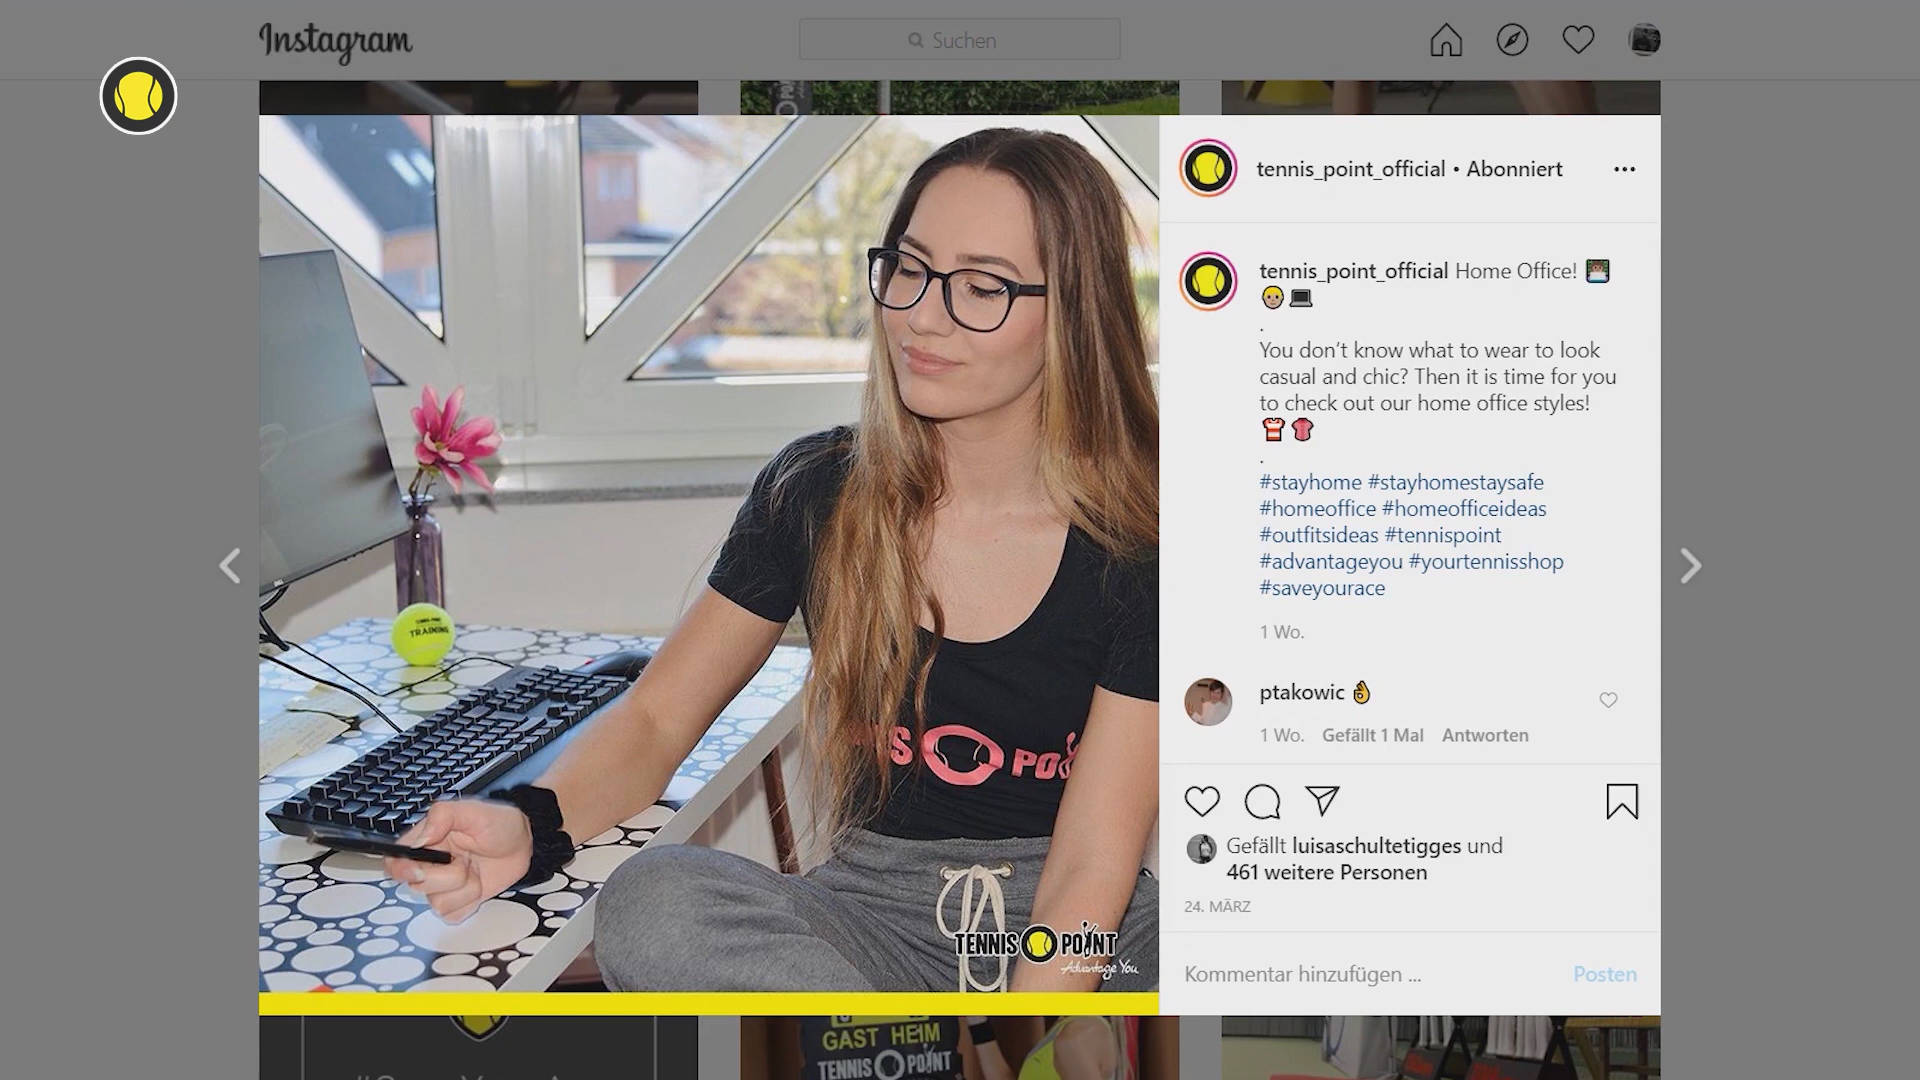 Instagram
Suchen
tennis_point_official • Abonniert
tennis_point_official Home Office!
.
You don’t know what to wear to look
casual and chic? Then it is time for you
to check out our home office styles!
.
#stayhome #stayhomestaysafe
#homeoffice #homeofficeideas
#outfitsideas #tennispoint
#advantageyou #yourtennisshop
#saveyourace
1 Wo.
ptakowic
1 Wo. Gefällt 1 Mal Antworten
Gefällt luisaschultetigges und
461 weitere Personen
24. MÄRZ
Kommentar hinzufügen ...
Posten
TRAINING
TENNIS POINT
Advantage You
GAST HEIM
TENNIS POINT